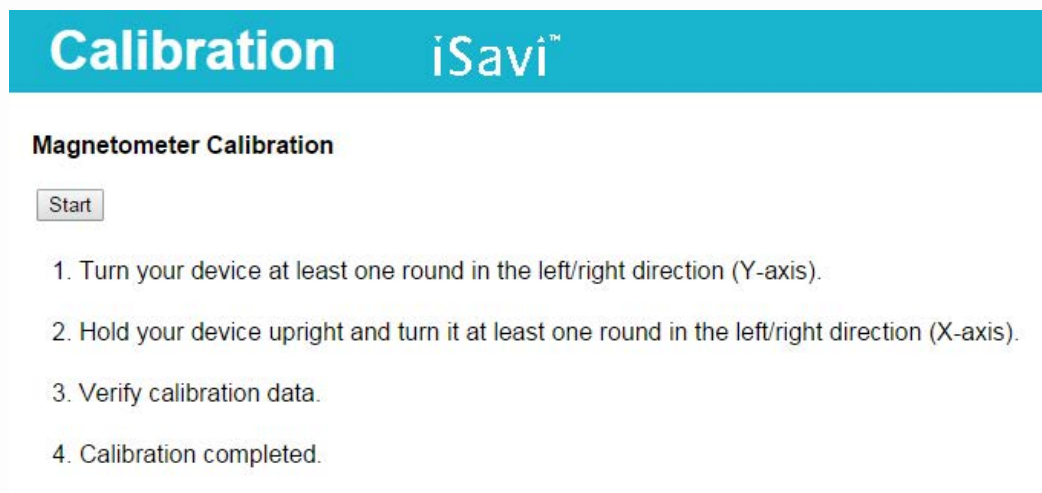 Calibration iSavi™
Magnetometer Calibration
Start
1. Turn your device at least one round in the left/right direction (Y-axis).
2. Hold your device upright and turn it at least one round in the left/right direction (X-axis).
3. Verify calibration data.
4. Calibration completed.